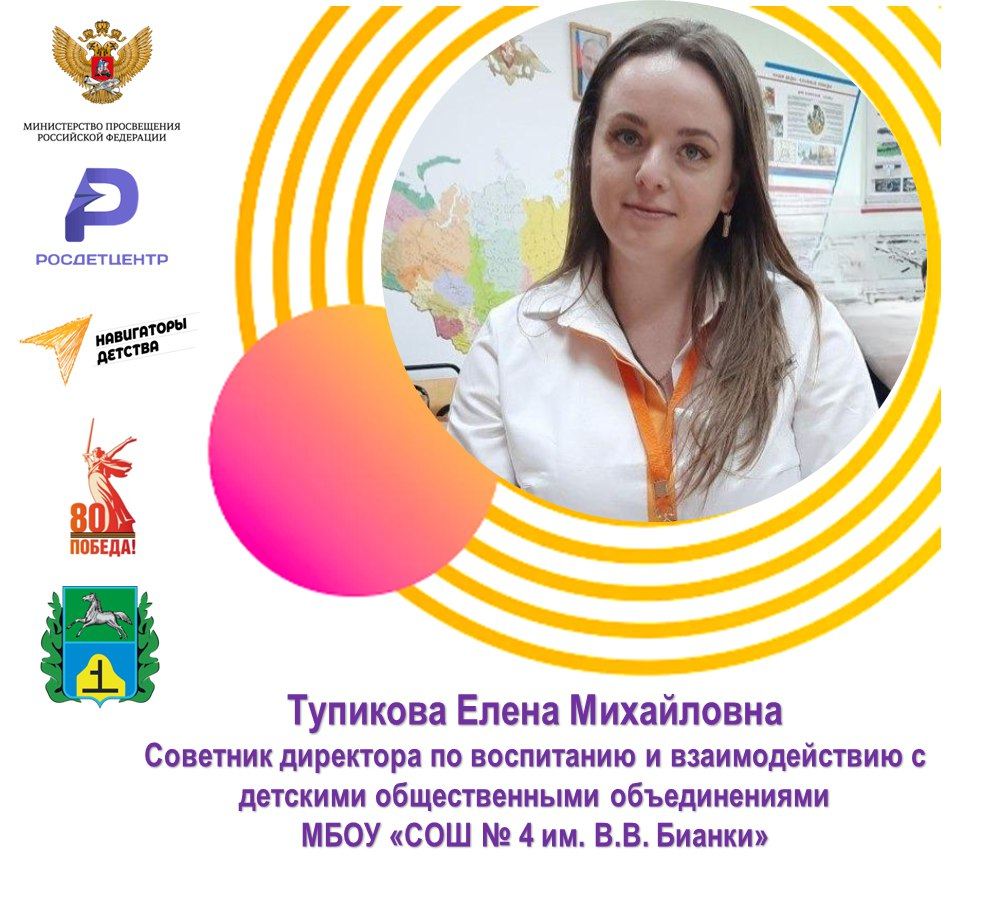 МИНИСТЕРСТВО ПРОСВЕЩЕНИЯ
РОССИЙСКОЙ ФЕДЕРАЦИИ
РОСДЕТЦЕНТР
НАВИГАТОРЫ
ДЕТСТВА
80
ПОБЕДА!
Тупикова Елена Михайловна
Советник директора по воспитанию и взаимодействию с
детскими общественными объединениями
МБОУ «СОШ № 4 им. В.В. Бианки»